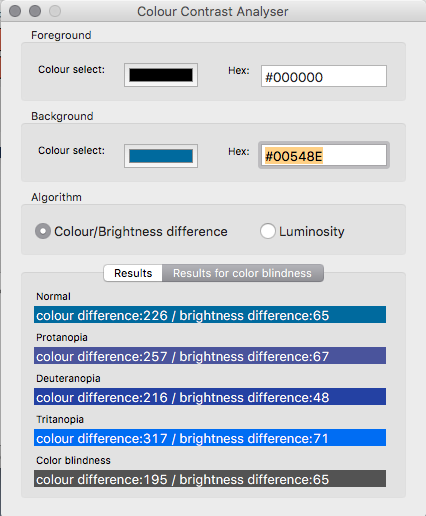 Colour Contrast Analyser
Foreground
Colour select:
Hex:
#000000
Background
Colour select:
Hex:
#00548E
Algorithm
Colour/Brightness difference
Luminosity
Results
Results for color blindness
Normal
colour difference:226 / brightness difference:65
Protanopia
colour difference:257 / brightness difference:67
Deuteranopia
colour difference:216 / brightness difference:48
Tritanopia
colour difference:317 / brightness difference:71
Color blindness
colour difference:195 / brightness difference:65